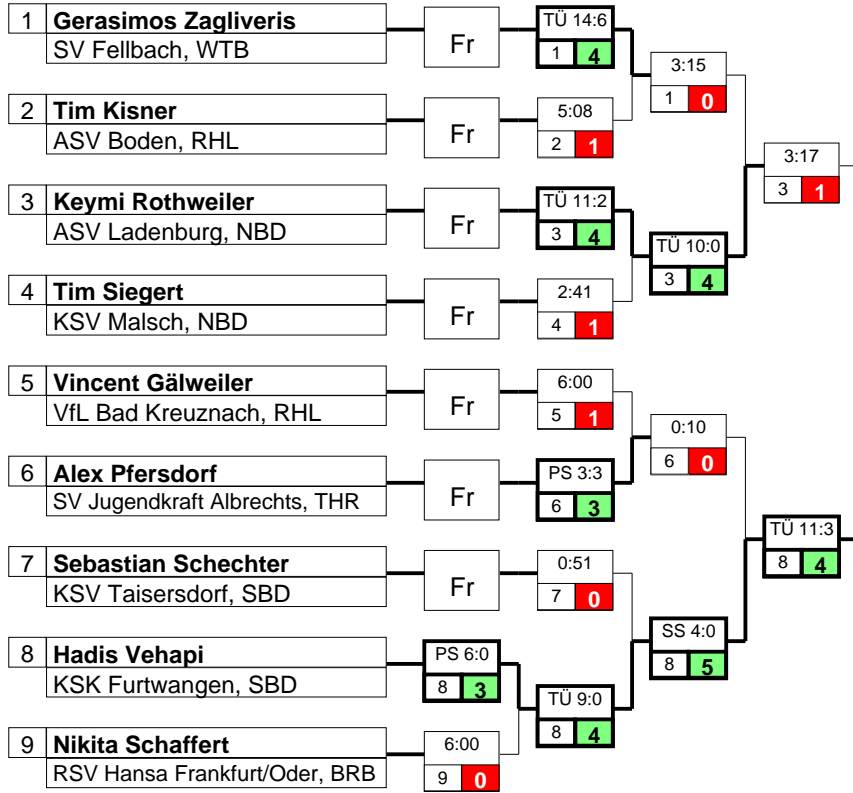 1 Gerasimos Zagliveris
SV Fellbach, WTB
Fr
TÜ 14:6
1 4
3:15
1 0
2 Tim Kisner
ASV Boden, RHL
Fr
5:08
2 1
3:17
3 1
3 Keymi Rothweiler
ASV Ladenburg, NBD
Fr
TÜ 11:2
3 4
TÜ 10:0
3 4
4 Tim Siegert
KSV Malsch, NBD
Fr
2:41
4 1
5 Vincent Gälweiler
VfL Bad Kreuznach, RHL
Fr
6:00
5 1
0:10
6 0
6 Alex Pfersdorf
SV Jugendkraft Albrechts, THR
Fr
PS 3:3
6 3
TÜ 11:3
8 4
7 Sebastian Schechter
KSV Taisersdorf, SBD
Fr
0:51
7 0
SS 4:0
8 5
8 Hadis Vehapi
KSK Furtwangen, SBD
PS 6:0
8 3
TÜ 9:0
8 4
9 Nikita Schaffert
RSV Hansa Frankfurt/Oder, BRB
6:00
9 0